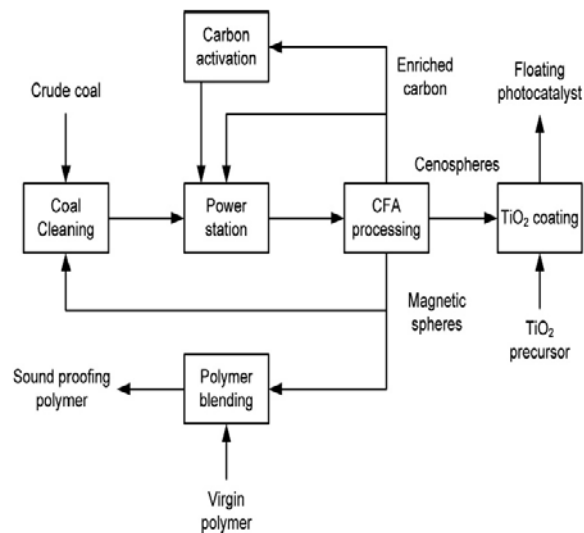 Carbon
activation
Enriched
carbon
Floating
photocatalyst
Crude coal
Cenospheres
Coal
Cleaning
Power
station
CFA
processing
TiO₂ coating
Magnetic
spheres
TiO₂
precursor
Sound proofing
polymer
Polymer
blending
Virgin
polymer